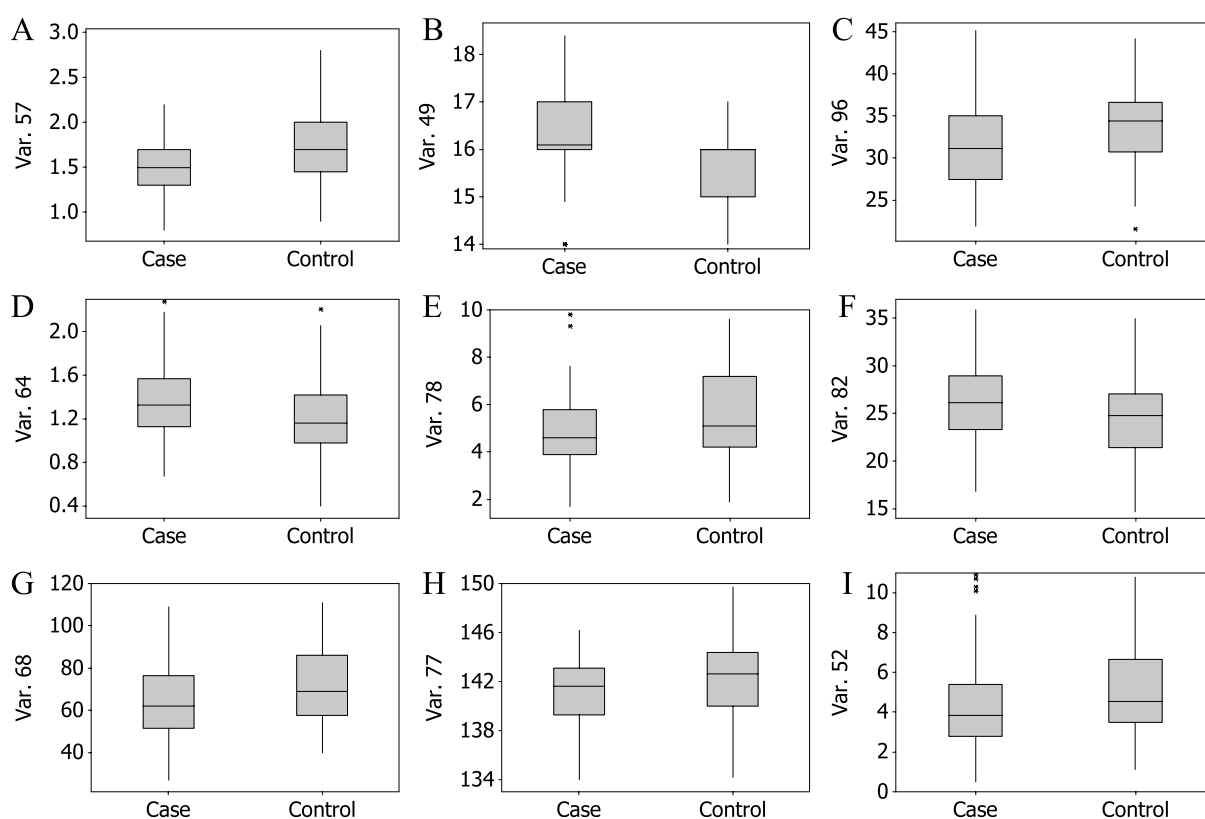 A
Var. 57
3.0
2.5
2.0
1.5
1.0
Case Control
B
Var. 49
18
17
16
15
14
Case Control
C
Var. 96
45
40
35
30
25
Case Control
D
Var. 64
2.0
1.6
1.2
0.8
0.4
Case Control
E
Var. 78
10
8
6
4
2
Case Control
F
Var. 82
35
30
25
20
15
Case Control
G
Var. 68
120
100
80
60
40
Case Control
H
Var. 77
150
146
142
138
134
Case Control
I
Var. 52
10
8
6
4
2
0
Case Control